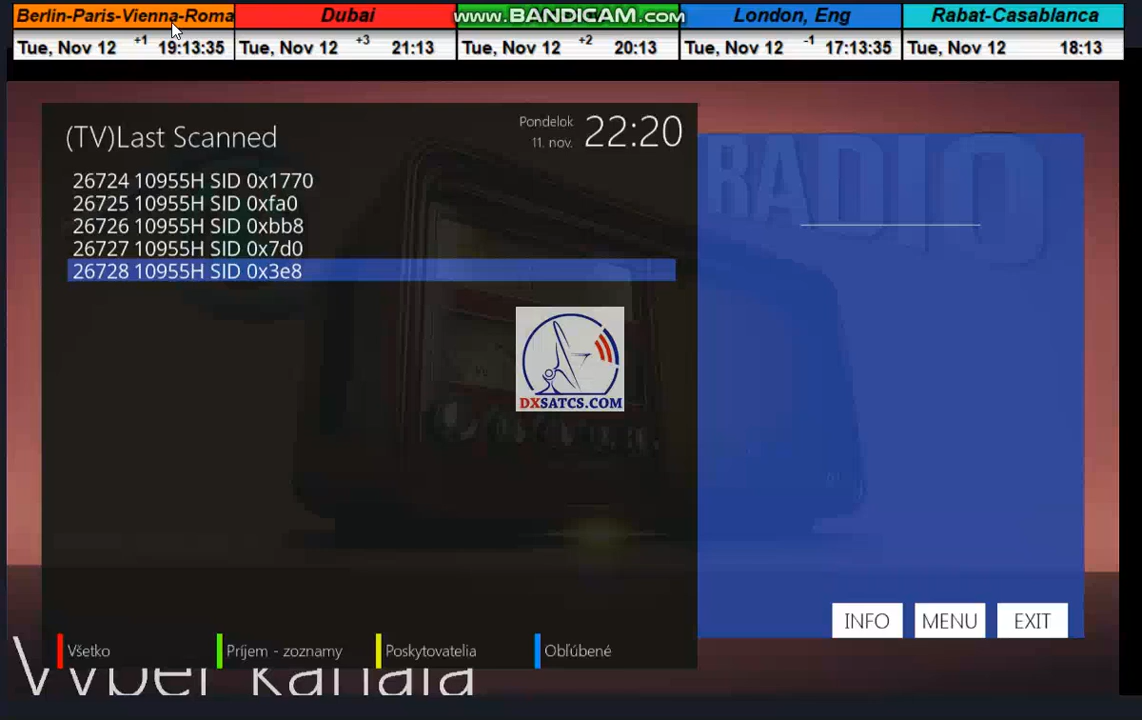 Berlin-Paris-Vienna-Roma
Tue, Nov 12 +1 19:13:35
Dubai
Tue, Nov 12 +3 21:13
www.BANDICAM.com
Tue, Nov 12 +2 20:13
London, Eng
Tue, Nov 12 -1 17:13:35
Rabat-Casablanca
Tue, Nov 12 18:13
(TV)Last Scanned
Pondelok
11. nov.
22:20
26724 10955H SID 0x1770
26725 10955H SID 0xfa0
26726 10955H SID 0xbb8
26727 10955H SID 0x7d0
26728 10955H SID 0x3e8
RADIO
DXSATCS.COM
INFO
MENU
EXIT
Všetko
Príjem - zoznamy
Poskytovatelia
Obľúbené
Výber kanála